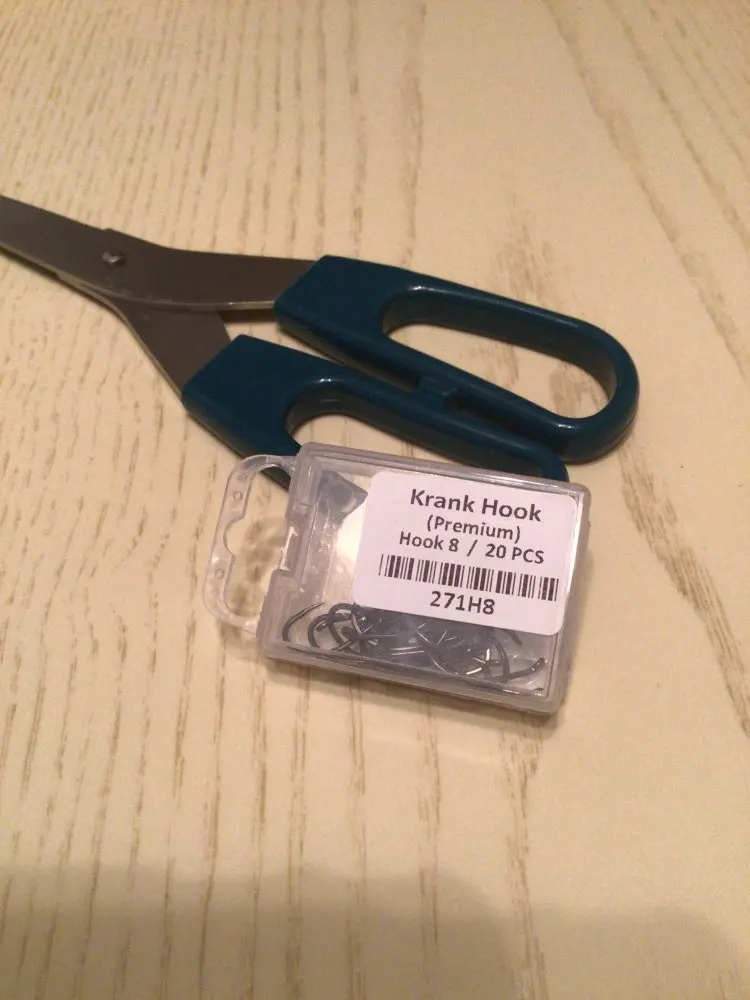 Krank Hook
(Premium)
Hook 8 / 20 PCS
271H8